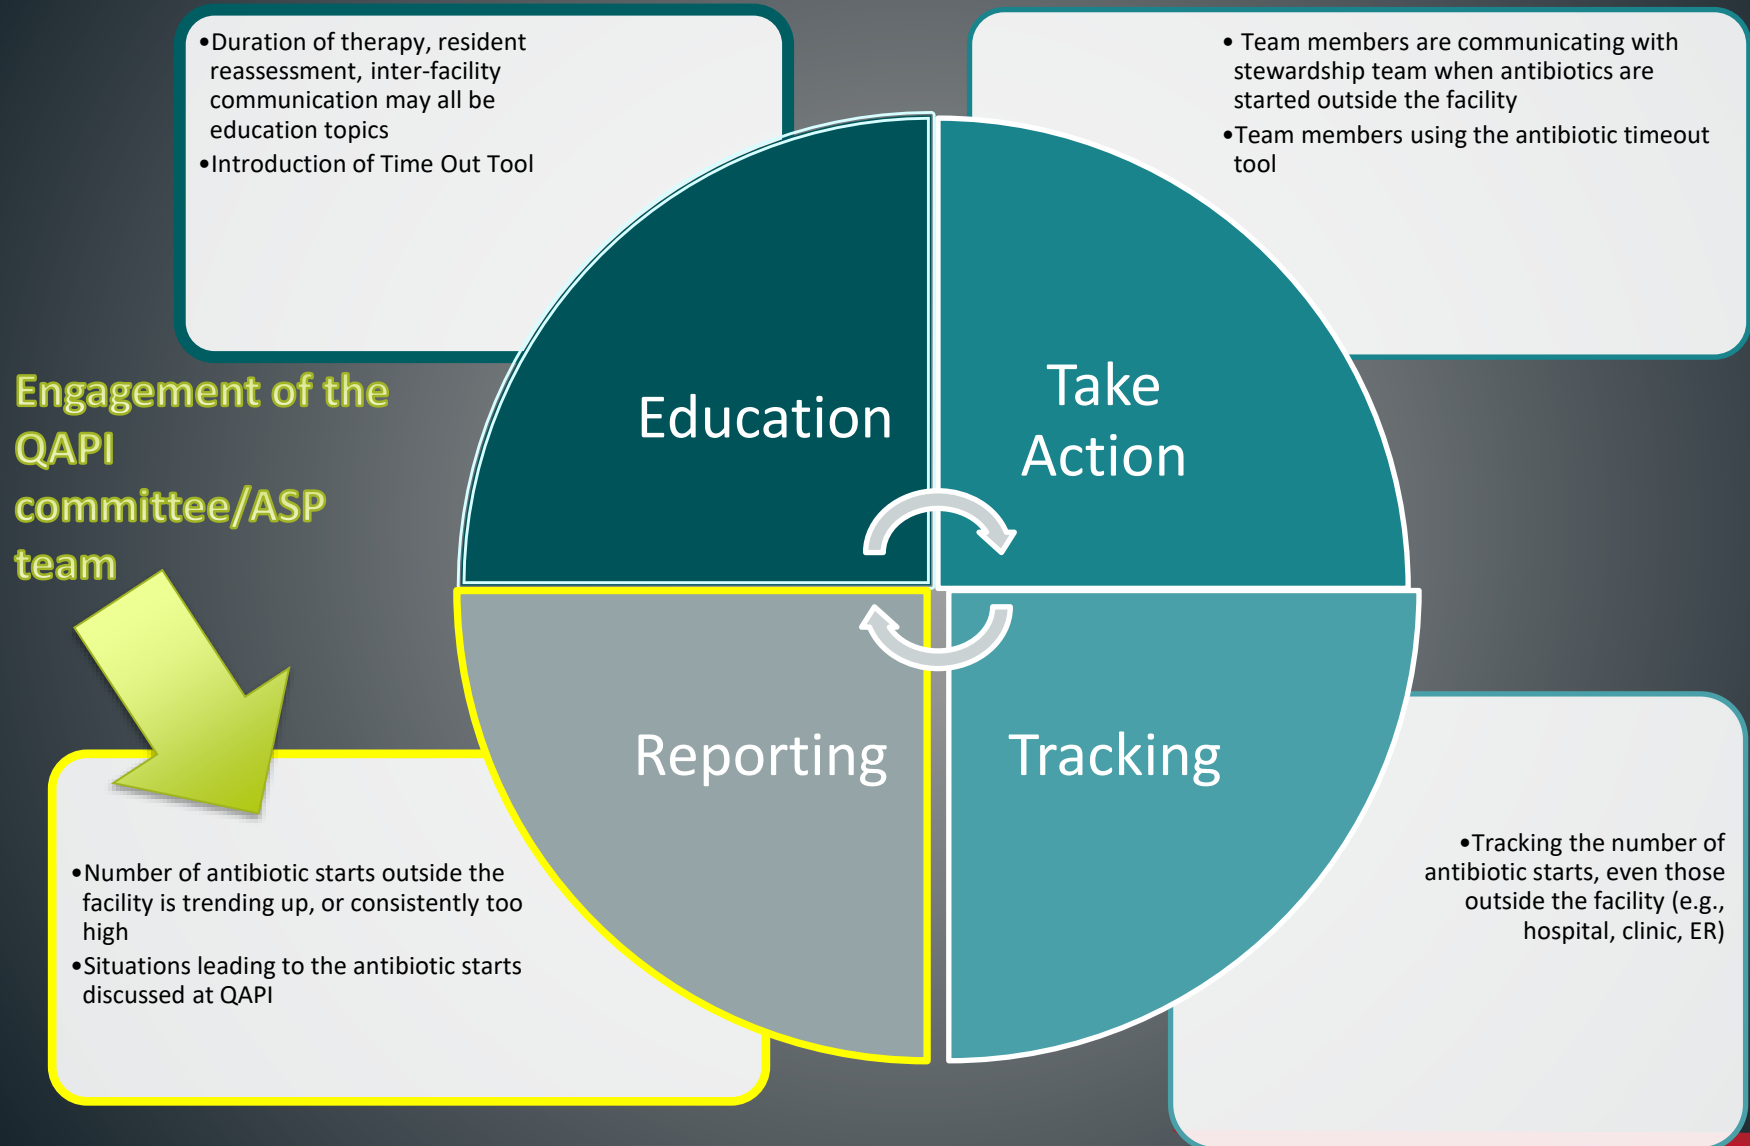 •Duration of therapy, resident
reassessment, inter-facility
communication may all be
education topics
•Introduction of Time Out Tool
• Team members are communicating with
stewardship team when antibiotics are
started outside the facility
•Team members using the antibiotic timeout
tool
Engagement of the
QAPI
committee/ASP
team
Education
Take
Action
Reporting
Tracking
•Number of antibiotic starts outside the
facility is trending up, or consistently too
high
•Situations leading to the antibiotic starts
discussed at QAPI
•Tracking the number of
antibiotic starts, even those
outside the facility (e.g.,
hospital, clinic, ER)